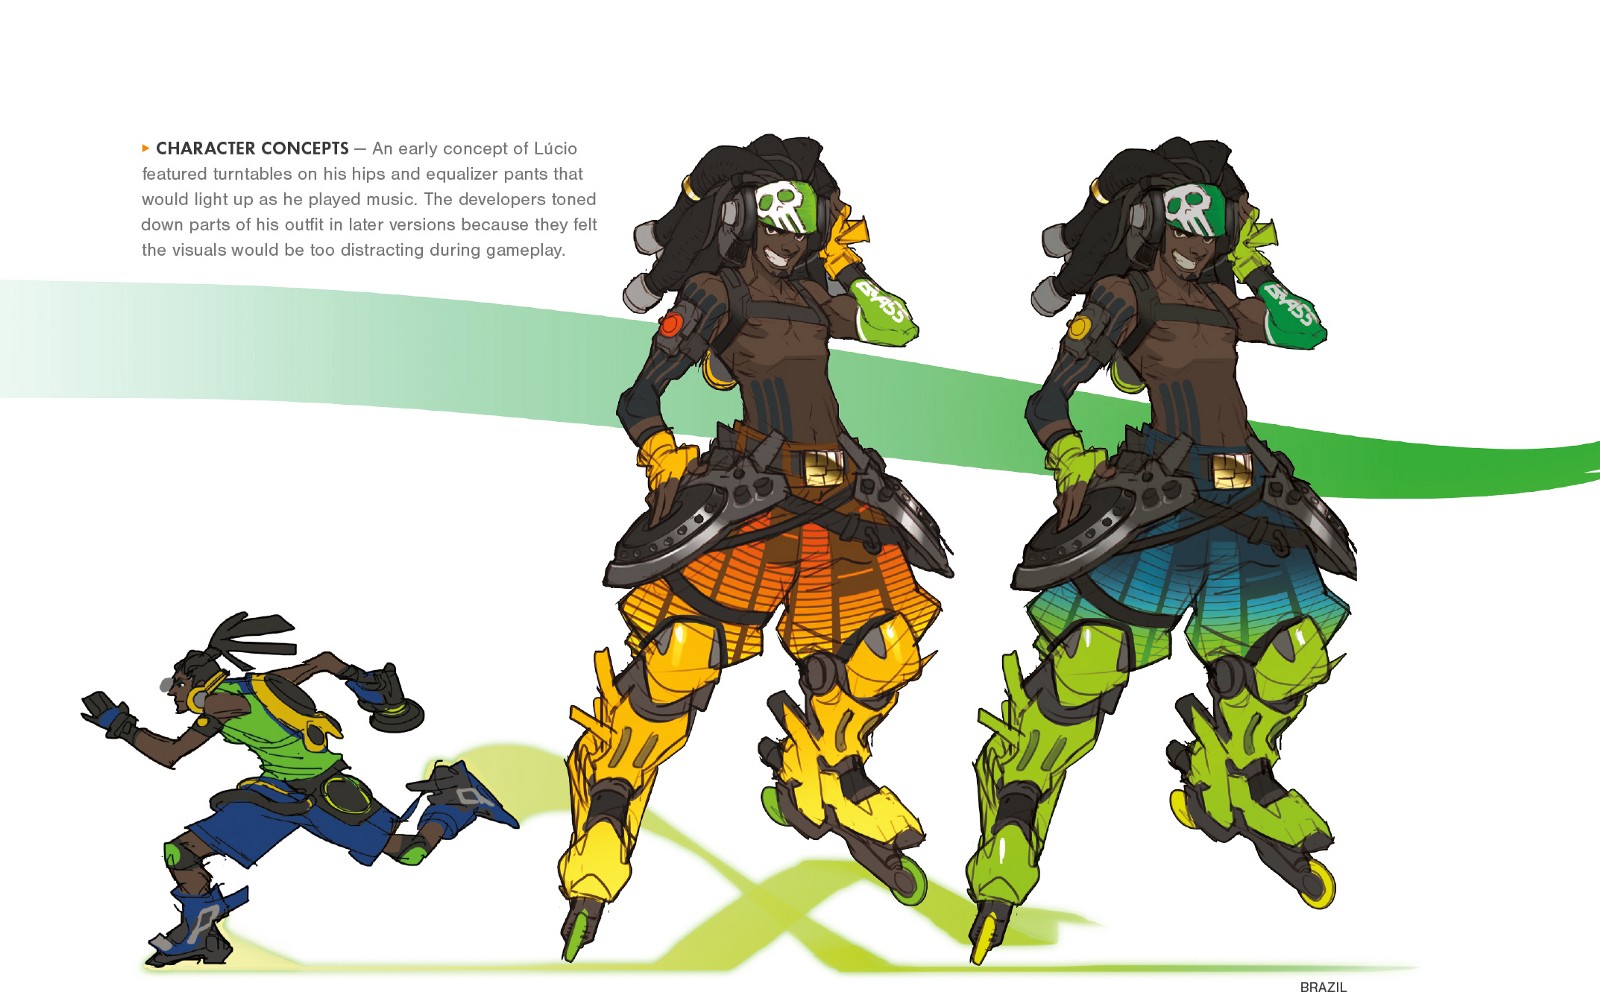 ▸ CHARACTER CONCEPTS — An early concept of Lúcio
featured turntables on his hips and equalizer pants that
would light up as he played music. The developers toned
down parts of his outfit in later versions because they felt
the visuals would be too distracting during gameplay.
BASS
BASS
BRAZIL